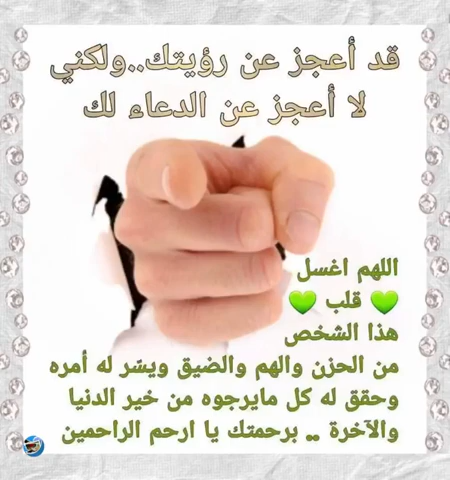 قد أعجز عن رؤيتك..ولكني
لا أعجز عن الدعاء لك
اللهم اغسل
💚 قلب 💚
هذا الشخص
من الحزن والهم والضيق ويسّر له أمره
وحقق له كل مايرجوه من خير الدنيا
والآخرة .. برحمتك يا ارحم الراحمين